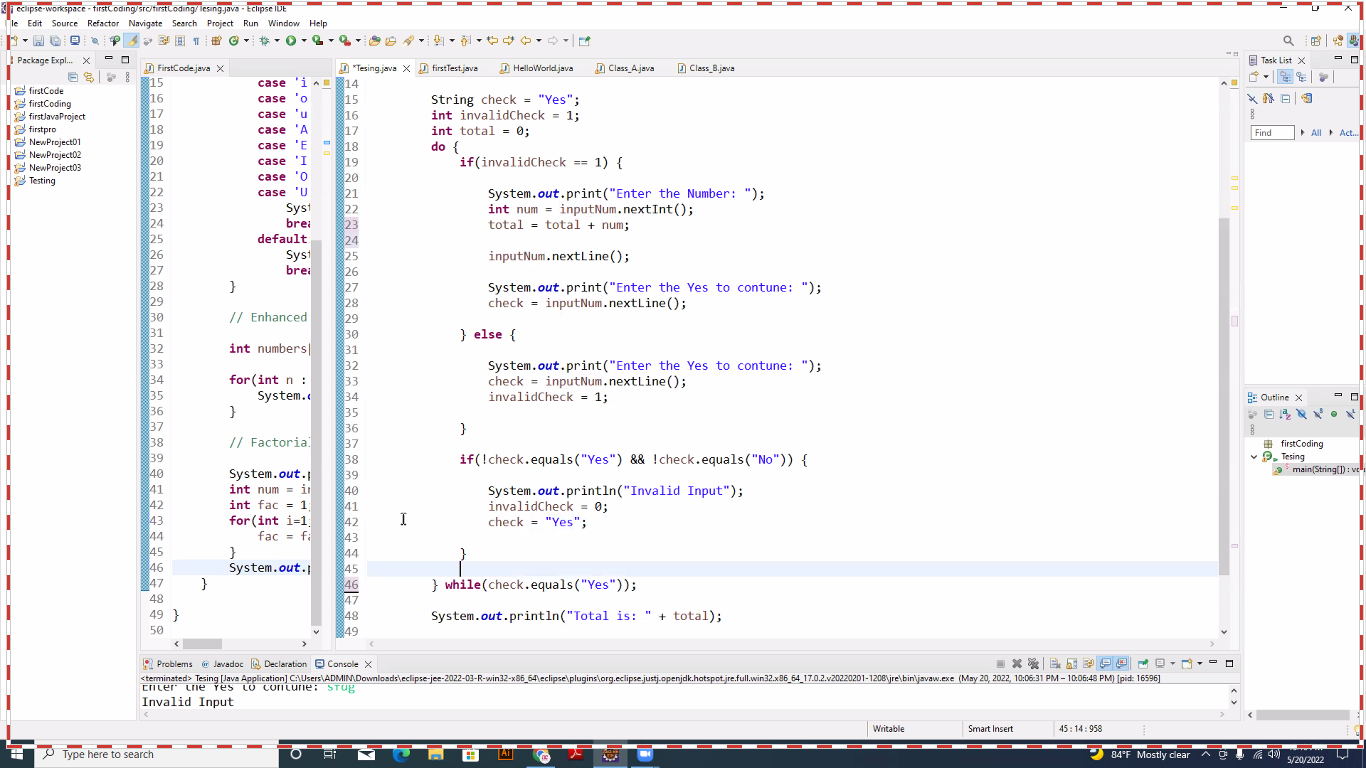 eclipse-workspace - firstCoding/src/firstCoding/Tesing.java - Eclipse IDE
Edit Source Refactor Navigate Search Project Run Window Help
Package Expl...
firstCode
firstCoding
firstJavaProject
firstpro
NewProject01
NewProject02
NewProject03
Testing
FirstCode.java
15 case 'i
16 case 'o
17 case 'u
18 case 'A
19 case 'E
20 case 'I
21 case 'O
22 case 'U
23 Syst
24 brea
25 default
26 Syst
27 brea
28 }
29
30 // Enhanced
31
32 int numbers[
33
34 for(int n :
35 System.o
36 }
37
38 // Factorial
39
40 System.out.p
41 int num = in
42 int fac = 1;
43 for(int i=1;
44 fac = fa
45 }
46 System.out.p
47 }
48
49 }
50
*Tesing.java firstTest.java HelloWorld.java Class_A.java Class_B.java
14
15 String check = "Yes";
16 int invalidCheck = 1;
17 int total = 0;
18 do {
19 if(invalidCheck == 1) {
20
21 System.out.print("Enter the Number: ");
22 int num = inputNum.nextInt();
23 total = total + num;
24
25 inputNum.nextLine();
26
27 System.out.print("Enter the Yes to contune: ");
28 check = inputNum.nextLine();
29
30 } else {
31
32 System.out.print("Enter the Yes to contune: ");
33 check = inputNum.nextLine();
34 invalidCheck = 1;
35
36 }
37
38 if(!check.equals("Yes") && !check.equals("No")) {
39
40 System.out.println("Invalid Input");
41 invalidCheck = 0;
42 check = "Yes";
43
44 }
45
46 } while(check.equals("Yes"));
47
48 System.out.println("Total is: " + total);
49
Task List
Find All Act...
Outline
firstCoding
Tesing
main(String[]) : vo
Problems Javadoc Declaration Console
<terminated> Tesing [Java Application] C:\Users\ADMIN\Downloads\eclipse-jee-2022-03-R-win32-x86_64\eclipse\plugins\org.eclipse.justj.openjdk.hotspot.jre.full.win32.x86_64_17.0.2.v20220201-1208\jre\bin\javaw.exe (May 20, 2022, 10:06:31 PM – 10:06:48 PM) [pid: 16596]
Enter the Yes to contune: sfdg
Invalid Input
Writable Smart Insert 45 : 14 : 958
Type here to search
84°F Mostly clear
5/20/2022